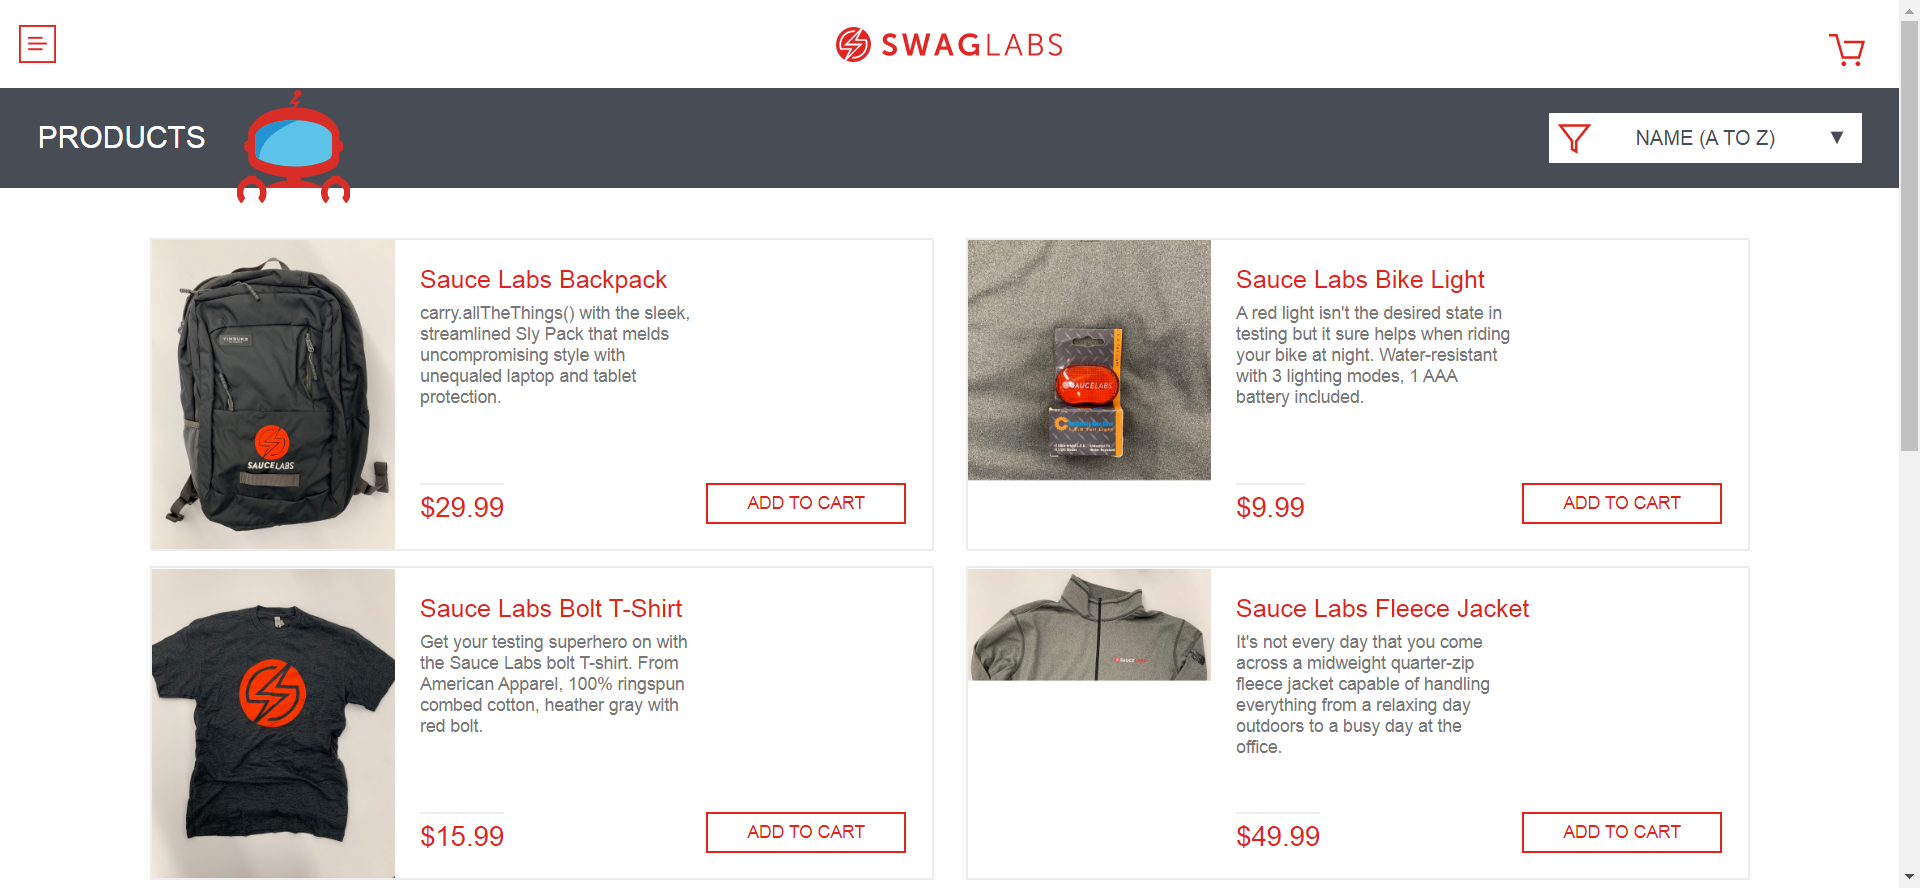 SWAGLABS
PRODUCTS
NAME (A TO Z)
Sauce Labs Backpack
carry.allTheThings() with the sleek,
streamlined Sly Pack that melds
uncompromising style with
unequaled laptop and tablet
protection.
$29.99
ADD TO CART
SAUCELABS
Sauce Labs Bike Light
A red light isn't the desired state in
testing but it sure helps when riding
your bike at night. Water-resistant
with 3 lighting modes, 1 AAA
battery included.
$9.99
ADD TO CART
SAUCELABS
Sauce Labs Bolt T-Shirt
Get your testing superhero on with
the Sauce Labs bolt T-shirt. From
American Apparel, 100% ringspun
combed cotton, heather gray with
red bolt.
$15.99
ADD TO CART
Sauce Labs Fleece Jacket
It's not every day that you come
across a midweight quarter-zip
fleece jacket capable of handling
everything from a relaxing day
outdoors to a busy day at the
office.
$49.99
ADD TO CART
SAUCELABS